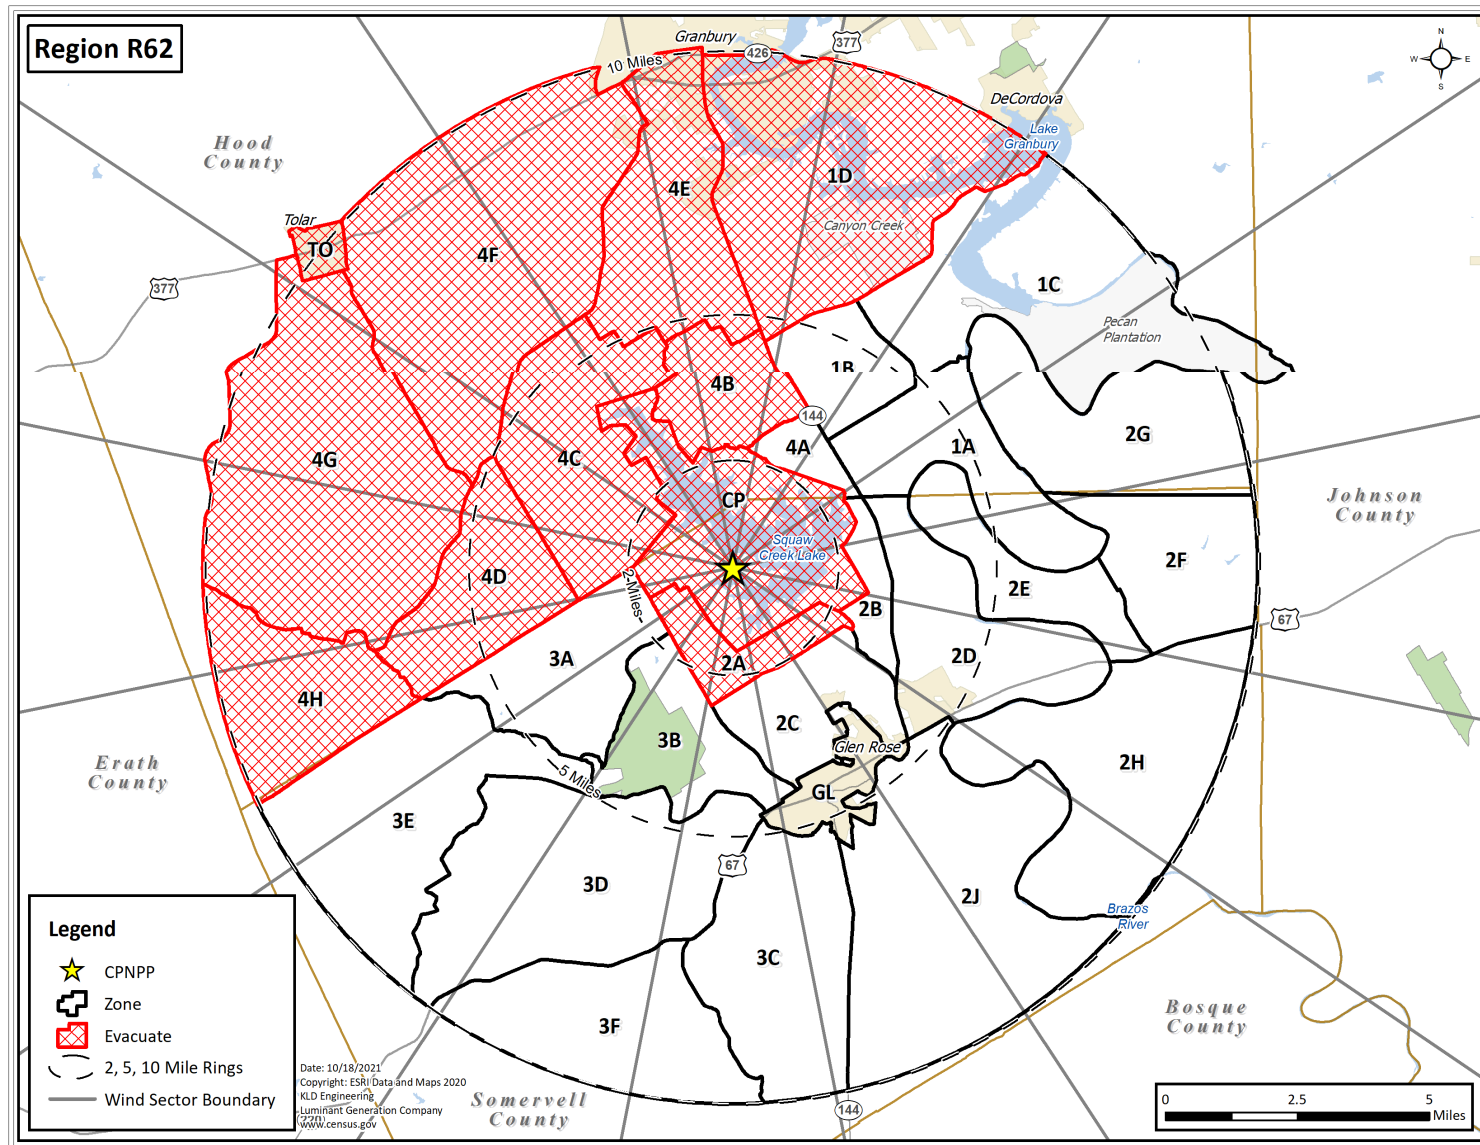 Region R62
Granbury
426
377
10 Miles
N
W
E
S
DeCordova
Lake
Granbury
Hood
County
1D
4E
Canyon Creek
Tolar
TO
4F
377
1C
Pecan
Plantation
1B
4B
144
4A
1A
2G
4G
4C
CP
Johnson
County
Squaw
Creek Lake
2F
4D
2-Miles
2E
2B
67
3A
2A
2D
4H
2C
3B
Glen Rose
2H
Erath
County
5 Miles
GL
3E
67
3D
2J
Brazos
River
3C
Bosque
County
3F
Legend
CPNPP
Zone
Evacuate
2, 5, 10 Mile Rings
Wind Sector Boundary
Date: 10/18/2021
Copyright: ESRI Data and Maps 2020
KLD Engineering
Luminant Generation Company
www.census.gov
Somervell
County
144
0
2.5
5
Miles